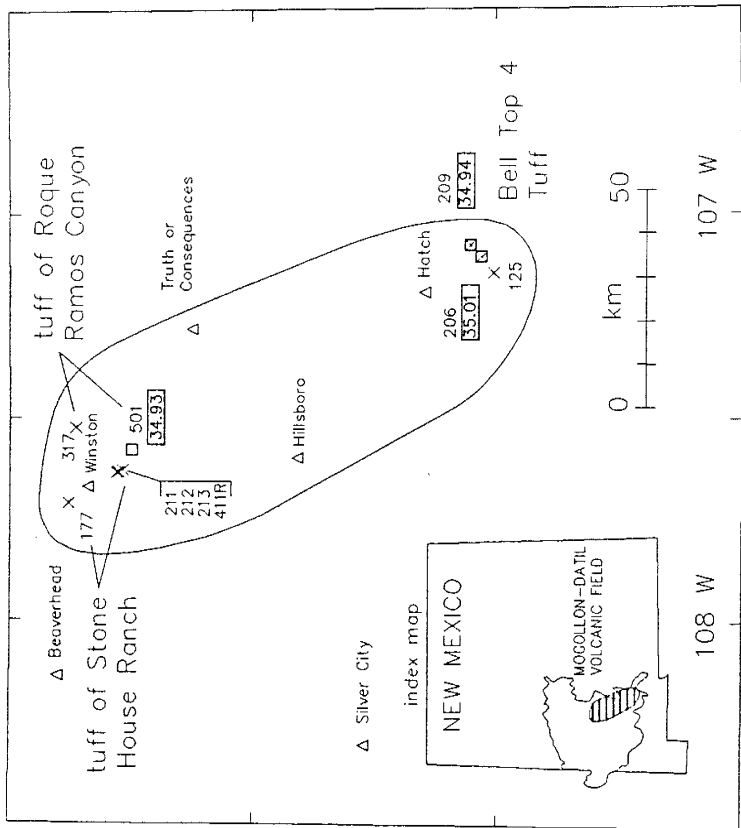 tuff of Roque
Ramos Canyon
Beaverhead
317
Winston
177
tuff of Stone
House Ranch
501
34.93
211
212
213
411R
Truth or
Consequences
Hillsboro
Silver City
Hatch
206
35.01
209
34.94
125
Bell Top 4
Tuff
index map
NEW MEXICO
MOGOLLON-DATIL
VOLCANIC FIELD
0 km 50
108 W
107 W